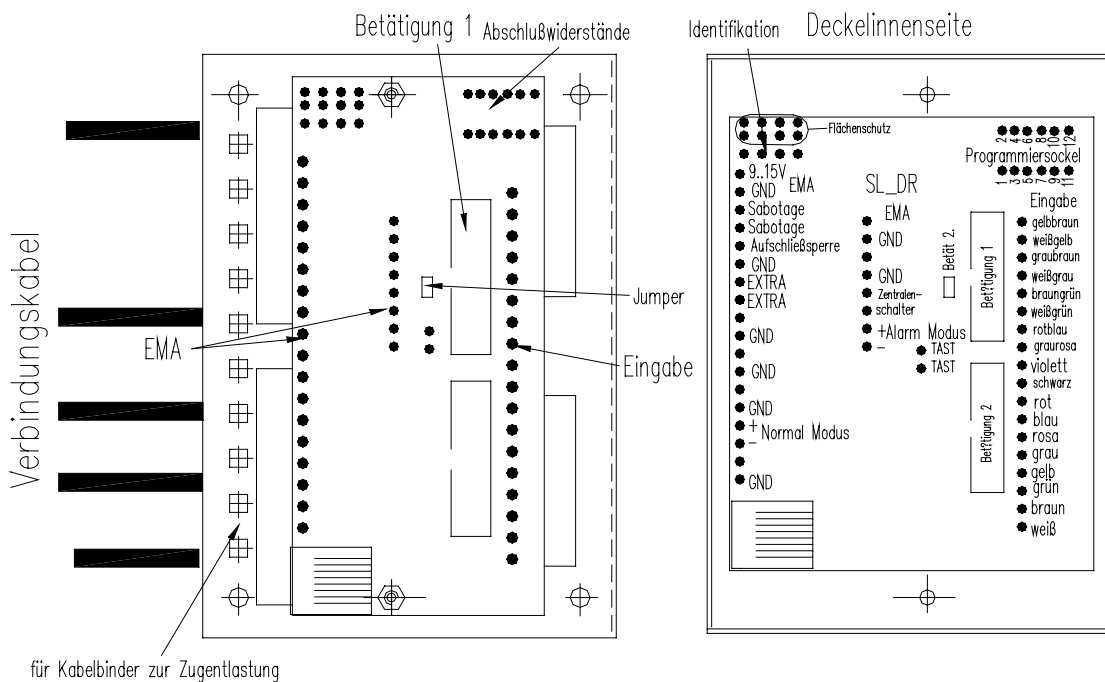 Betätigung 1
Abschlußwiderstände
Verbindungskabel
EMA
Jumper
Eingabe
für Kabelbinder zur Zugentlastung
Identifikation
Deckelinnenseite
Flächenschutz
2 4 6 8 10 12
Programmiersockel
1 3 5 7 9 11
9..15V
GND
EMA
Sabotage
Sabotage
Aufschließsperre
GND
EXTRA
EXTRA
GND
GND
GND
+
Normal Modus
-
GND
SL_DR
EMA
GND
GND
Zentralen-
schalter
+Alarm Modus
-
TAST
TAST
Betät 2.
Bet?tigung 1
Bet?tigung 2
Eingabe
gelbbraun
weißgelb
graubraun
weißgrau
braungrün
weißgrün
rotblau
graurosa
violett
schwarz
rot
blau
rosa
grau
gelb
grün
braun
weiß